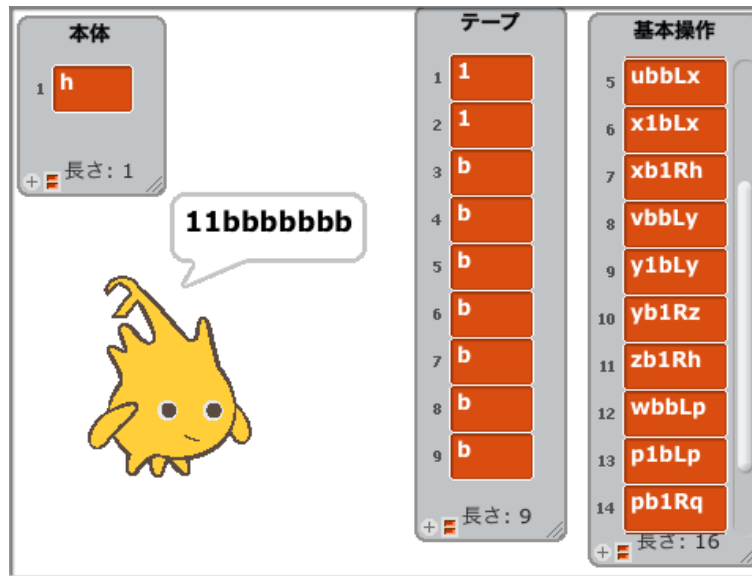 本体
1 h
+ = 長さ: 1
11bbbbbbb
テープ
1 1
2 1
3 b
4 b
5 b
6 b
7 b
8 b
9 b
+ = 長さ: 9
基本操作
5 ubbLx
6 x1bLx
7 xb1Rh
8 vbbLy
9 y1bLy
10 yb1Rz
11 zb1Rh
12 wbbLp
13 p1bLp
14 pb1Rq
+ = 長さ: 16